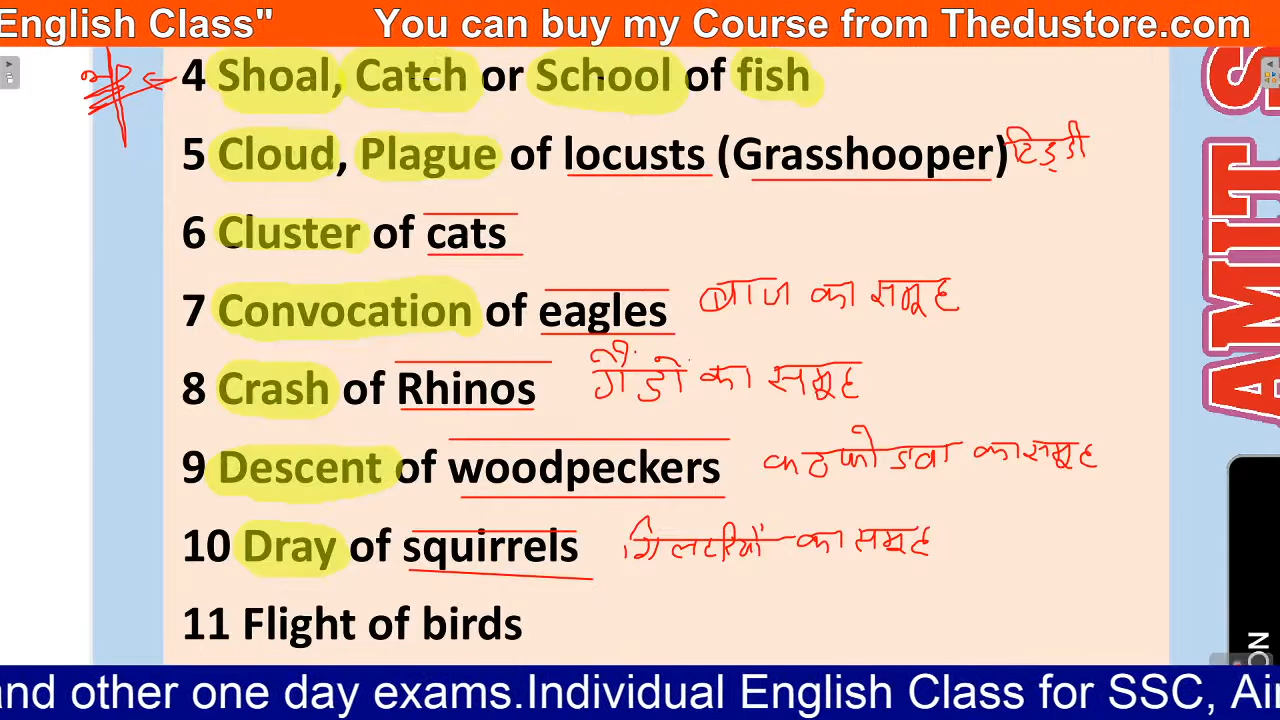 English Class" You can buy my Course from Thedustore.com
4 Shoal, Catch or School of fish
5 Cloud, Plague of locusts (Grasshooper) टिड्डी
6 Cluster of cats
7 Convocation of eagles बाज का समूह
8 Crash of Rhinos गैंडों का समूह
9 Descent of woodpeckers कठफोडवा का समूह
10 Dray of squirrels गिलहरियों का समूह
11 Flight of birds
AMIT S
ON
and other one day exams.Individual English Class for SSC, Air